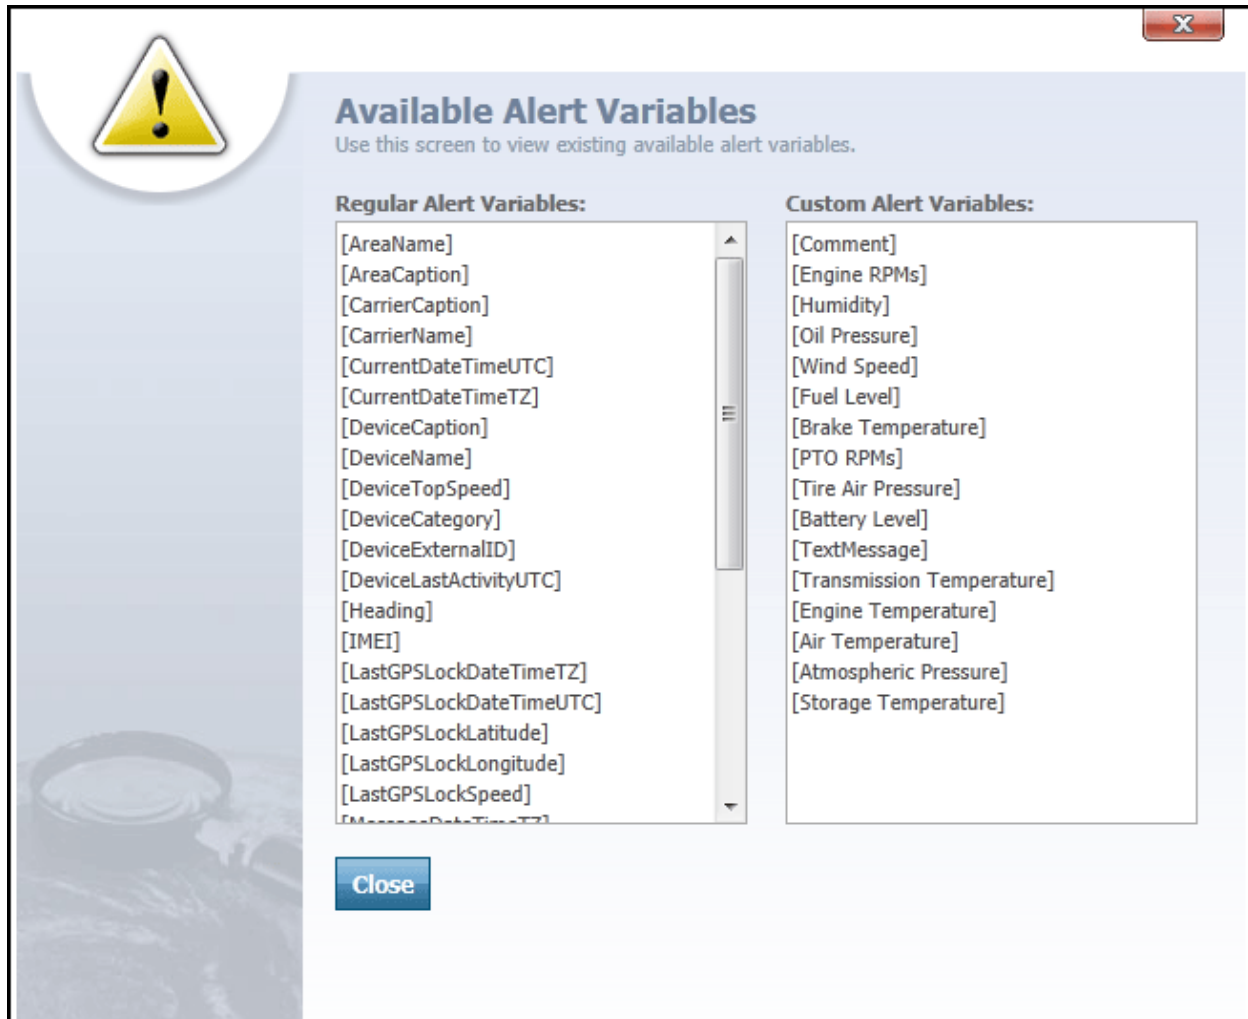 X
Available Alert Variables
Use this screen to view existing available alert variables.
Regular Alert Variables:
[AreaName]
[AreaCaption]
[CarrierCaption]
[CarrierName]
[CurrentDateTimeUTC]
[CurrentDateTimeTZ]
[DeviceCaption]
[DeviceName]
[DeviceTopSpeed]
[DeviceCategory]
[DeviceExternalID]
[DeviceLastActivityUTC]
[Heading]
[IMEI]
[LastGPSLockDateTimeTZ]
[LastGPSLockDateTimeUTC]
[LastGPSLockLatitude]
[LastGPSLockLongitude]
[LastGPSLockSpeed]
[MessageDateTimeTZ]
Custom Alert Variables:
[Comment]
[Engine RPMs]
[Humidity]
[Oil Pressure]
[Wind Speed]
[Fuel Level]
[Brake Temperature]
[PTO RPMs]
[Tire Air Pressure]
[Battery Level]
[TextMessage]
[Transmission Temperature]
[Engine Temperature]
[Air Temperature]
[Atmospheric Pressure]
[Storage Temperature]
Close